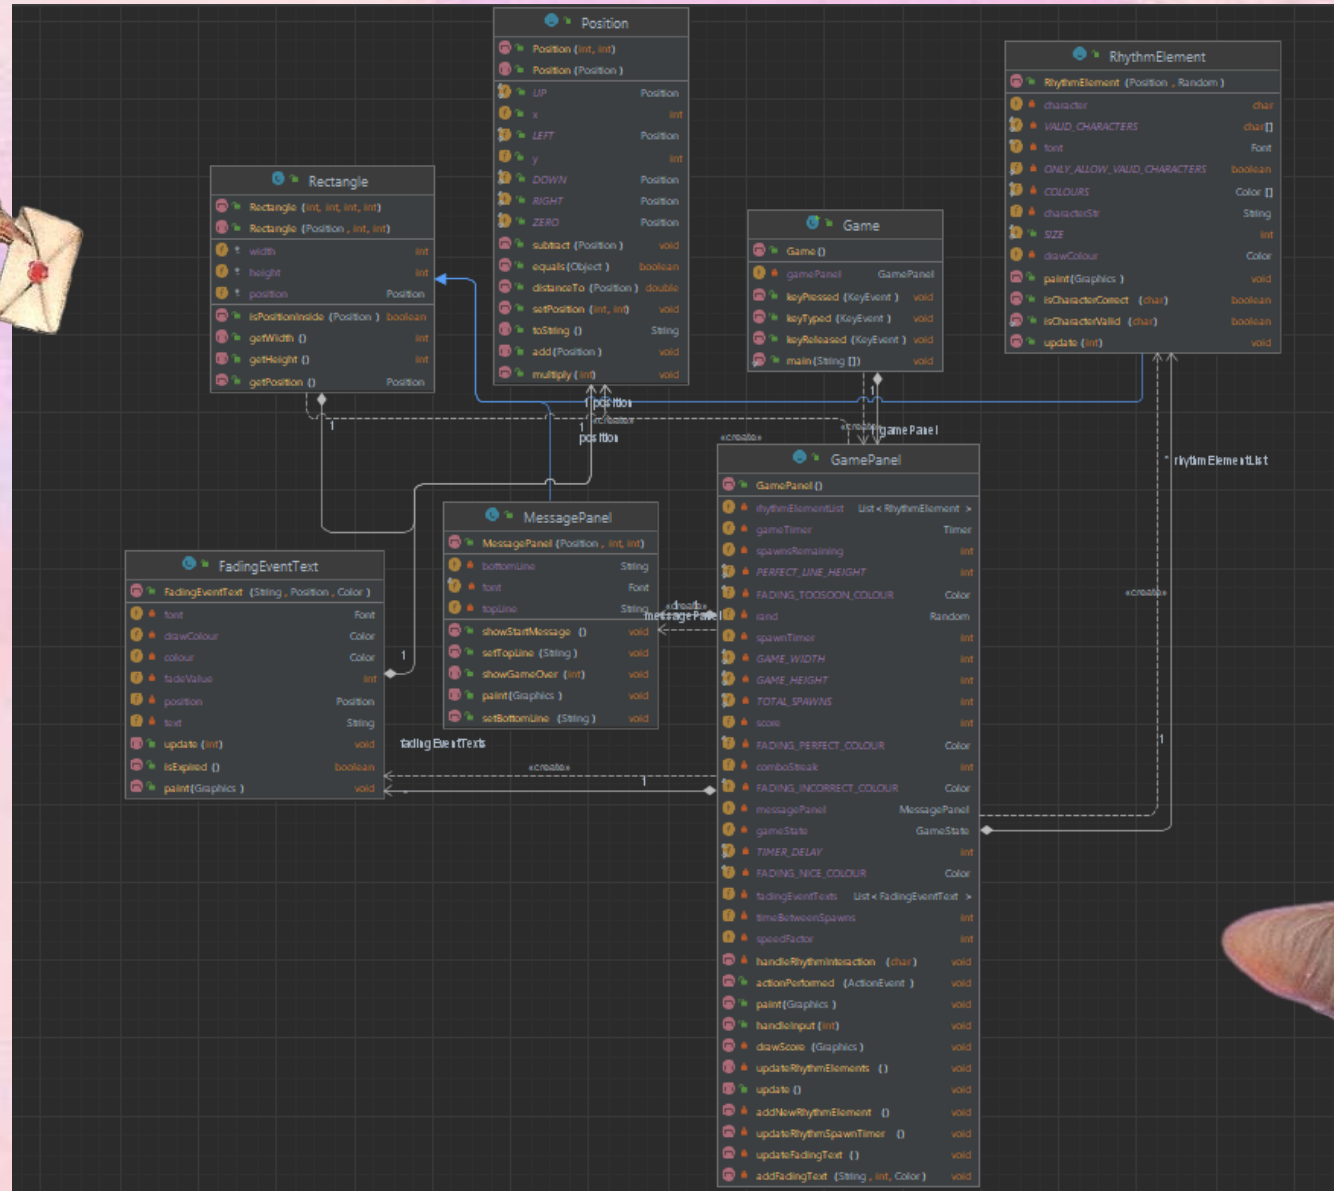 Position
Position (int, int)
Position (Position )
UP Position
x int
LEFT Position
y int
DOWN Position
RIGHT Position
ZERO Position
subtract (Position ) void
equals(Object ) boolean
distanceTo (Position ) double
setPosition (int, int) void
toString () String
add(Position ) void
multiply (int) void
RhythmElement
RhythmElement (Position , Random )
character char
VALID_CHARACTERS char[]
font Font
ONLY_ALLOW_VALID_CHARACTERS boolean
COLOURS Color []
characterStr String
SIZE int
drawColour Color
paint(Graphics ) void
isCharacterCorrect (char) boolean
isCharacterValid (char) boolean
update (int) void
Rectangle
Rectangle (int, int, int, int)
Rectangle (Position , int, int)
width int
height int
position Position
isPositionInside (Position ) boolean
getWidth () int
getHeight () int
getPosition () Position
Game
Game ()
gamePanel GamePanel
keyPressed (KeyEvent ) void
keyTyped (KeyEvent ) void
keyReleased (KeyEvent ) void
main(String []) void
1
1 position
«create»
1
1
position
«create»
«create»
1 gamePanel
* rhythmElementList
GamePanel
GamePanel ()
rhythmElementList List < RhythmElement >
gameTimer Timer
spawnsRemaining int
PERFECT_LINE_HEIGHT int
FADING_TOOSOON_COLOUR Color
rand Random
spawnTimer int
GAME_WIDTH int
GAME_HEIGHT int
TOTAL_SPAWNS int
score int
FADING_PERFECT_COLOUR Color
comboStreak int
FADING_INCORRECT_COLOUR Color
messagePanel MessagePanel
gameState GameState
TIMER_DELAY int
FADING_NICE_COLOUR Color
fadingEventTexts List < FadingEventText >
timeBetweenSpawns int
speedFactor int
handleRhythmInteraction (char) void
actionPerformed (ActionEvent ) void
paint(Graphics ) void
handleInput (int) void
drawScore (Graphics ) void
updateRhythmElements () void
update () void
addNewRhythmElement () void
updateRhythmSpawnTimer () void
updateFadingText () void
addFadingText (String , int, Color ) void
MessagePanel
MessagePanel (Position , int, int)
bottomLine String
font Font
topLine String
showStartMessage () void
setTopLine (String ) void
showGameOver (int) void
paint(Graphics ) void
setBottomLine (String ) void
«create»
messagePanel
FadingEventText
FadingEventText (String , Position , Color )
font Font
drawColour Color
colour Color
fadeValue int
position Position
text String
update (int) void
isExpired () boolean
paint(Graphics ) void
1
fadingEventTexts
«create»
1
*
«create»
1